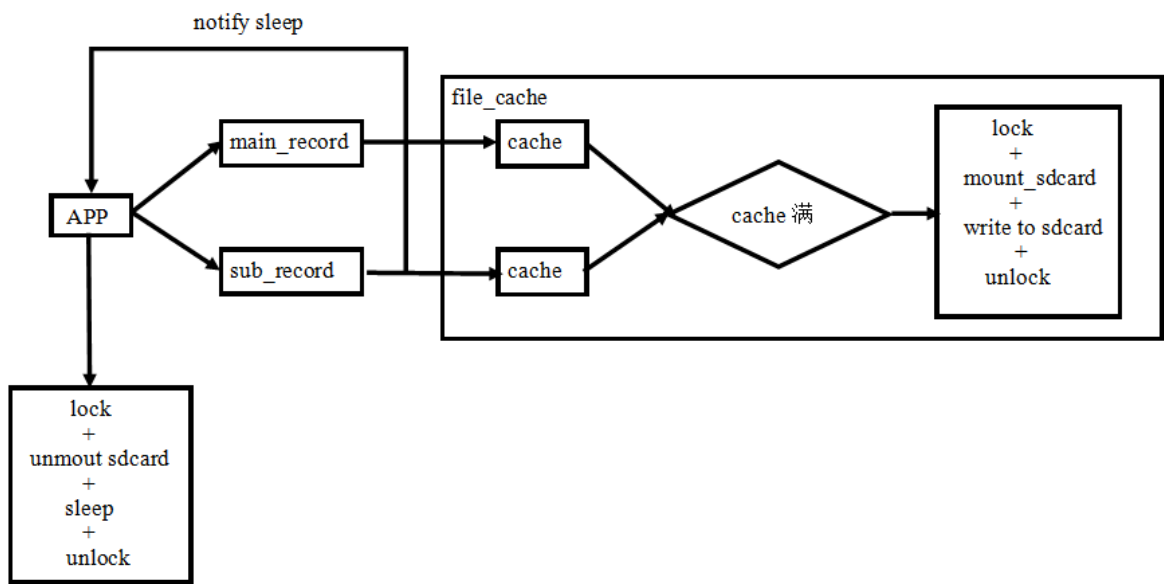 notify sleep
file_cache
main_record
cache
lock
+
mount_sdcard
+
write to sdcard
+
unlock
cache 满
APP
sub_record
cache
lock
+
unmout sdcard
+
sleep
+
unlock